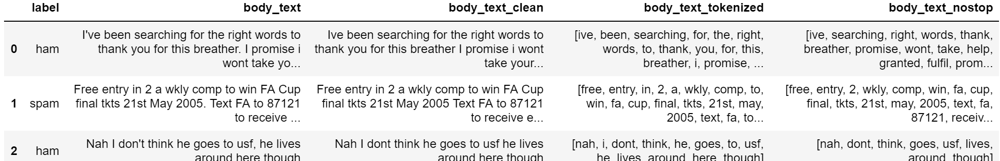 label body_text body_text_clean body_text_tokenized body_text_nostop
I've been searching for the right words to Ive been searching for the right words to [ive, been, searching, for, the, right, [ive, searching, right, words, thank,
0 ham thank you for this breather. I promise i thank you for this breather I promise i wont words, to, thank, you, for, this, breather, promise, wont, take, help,
wont take yo... take your... breather, i, promise, ... granted, fulfil, prom...
Free entry in 2 a wkly comp to win FA Cup Free entry in 2 a wkly comp to win FA Cup [free, entry, in, 2, a, wkly, comp, to, [free, entry, 2, wkly, comp, win, fa, cup,
1 spam final tkts 21st May 2005. Text FA to 87121 final tkts 21st May 2005 Text FA to 87121 win, fa, cup, final, tkts, 21st, may, final, tkts, 21st, may, 2005, text, fa,
to receive ... to receive e... 2005, text, fa, to... 87121, receiv...
Nah I don't think he goes to usf, he lives Nah I dont think he goes to usf he lives [nah, i, dont, think, he, goes, to, usf, [nah, dont, think, goes, usf, lives,
2 ham around here though around here though he, lives, around, here, though] around, though]